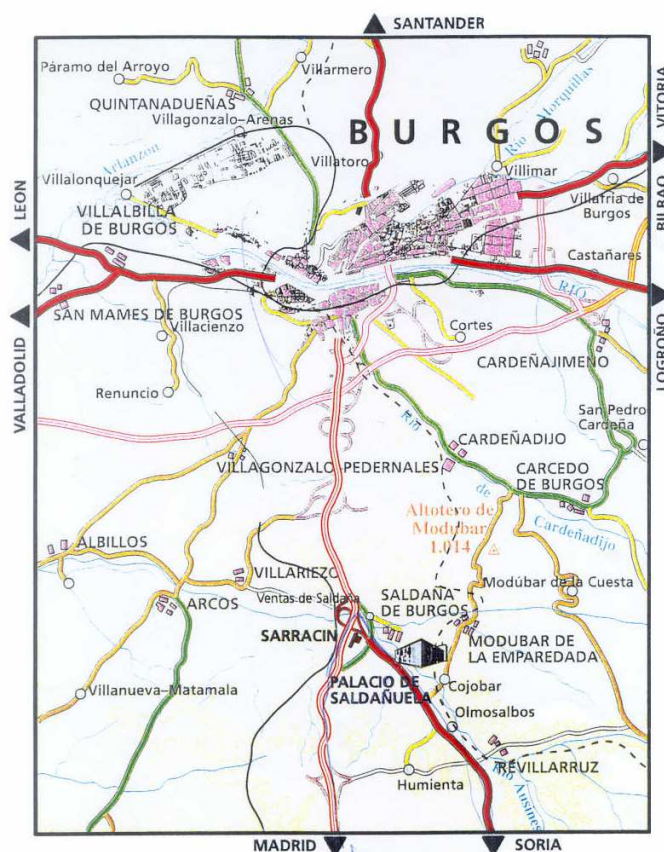 SANTANDER
Páramo del Arroyo
Villarmero
QUINTANADUEÑAS
Villagonzalo-Arenas
BURGOS
Río Morquillas
VITORIA
Arlanzon
Villatoro
Villimar
Villalonquejar
Villafria de
Burgos
VILLALBILLA
DE BURGOS
LEON
BILBAO
Castañares
RIO
SAN MAMES DE BURGOS
Villacienzo
Cortes
CARDEÑAJIMENO
VALLADOLID
LOGROÑO
Renuncio
San Pedro
Cardeña
Río
CARDEÑADIJO
VILLAGONZALO PEDERNALES
CARCEDO
DE BURGOS
de
Cardeñadijo
Altotero de
Modubar
1.014
ALBILLOS
VILLARIEZO
Modúbar de la Cuesta
Ventas de Saldaña
SALDAÑA
DE BURGOS
ARCOS
SARRACIN
MODUBAR DE
LA EMPAREDADA
PALACIO DE
SALDAÑUELA
Cojobar
Villanueva-Matamala
Olmosalbos
REVILLARRUZ
Humienta
Río Ausines
MADRID
SORIA